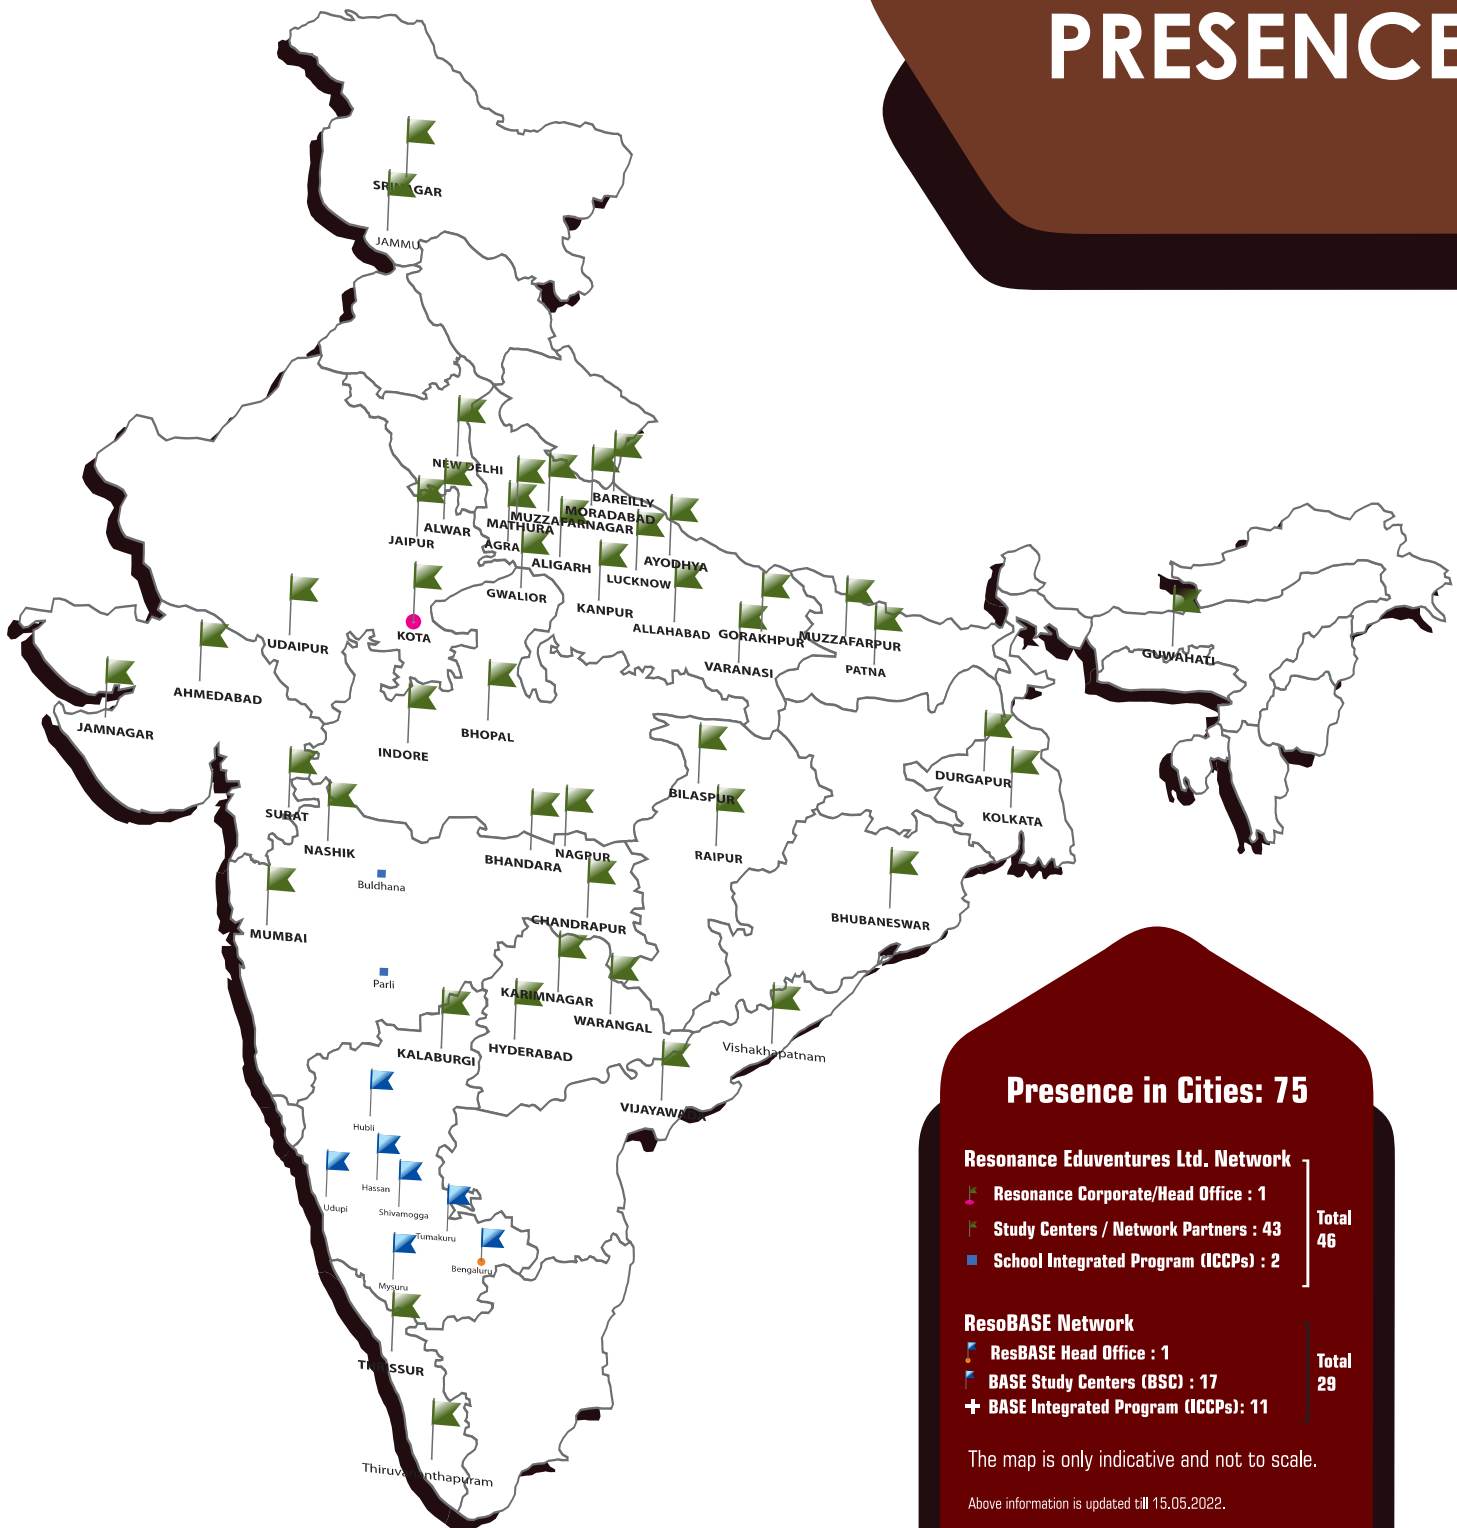 PRESENCE
SRINAGAR
JAMMU
NEW DELHI
BAREILLY
MORADABAD
MUZZAFARNAGAR
MATHURA
ALWAR
JAIPUR
AGRA
ALIGARH
AYODHYA
LUCKNOW
GWALIOR
KANPUR
ALLAHABAD
GORAKHPUR
MUZZAFARPUR
KOTA
UDAIPUR
VARANASI
PATNA
GUWAHATI
AHMEDABAD
JAMNAGAR
BHOPAL
INDORE
DURGAPUR
BILASPUR
SURAT
KOLKATA
NASHIK
BHANDARA
NAGPUR
RAIPUR
Buldhana
CHANDRAPUR
BHUBANESWAR
MUMBAI
Parli
KARIMNAGAR
WARANGAL
HYDERABAD
KALABURGI
Vishakhapatnam
VIJAYAWADA
Hubli
Hassan
Udupi
Shivamogga
Tumakuru
Bengaluru
Mysuru
THRISSUR
Thiruvananthapuram
Presence in Cities: 75
Resonance Eduventures Ltd. Network
Resonance Corporate/Head Office : 1
Study Centers / Network Partners : 43
School Integrated Program (ICCPs) : 2
Total
46
ResoBASE Network
ResBASE Head Office : 1
BASE Study Centers (BSC) : 17
BASE Integrated Program (ICCPs): 11
Total
29
The map is only indicative and not to scale.
Above information is updated till 15.05.2022.